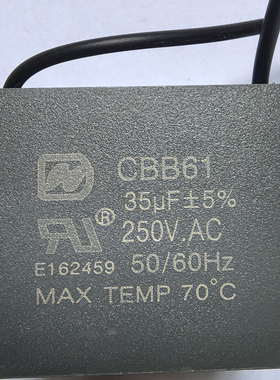 CBB61
35µF±5%
® 250V.AC
E162459 50/60Hz
MAX TEMP 70°C